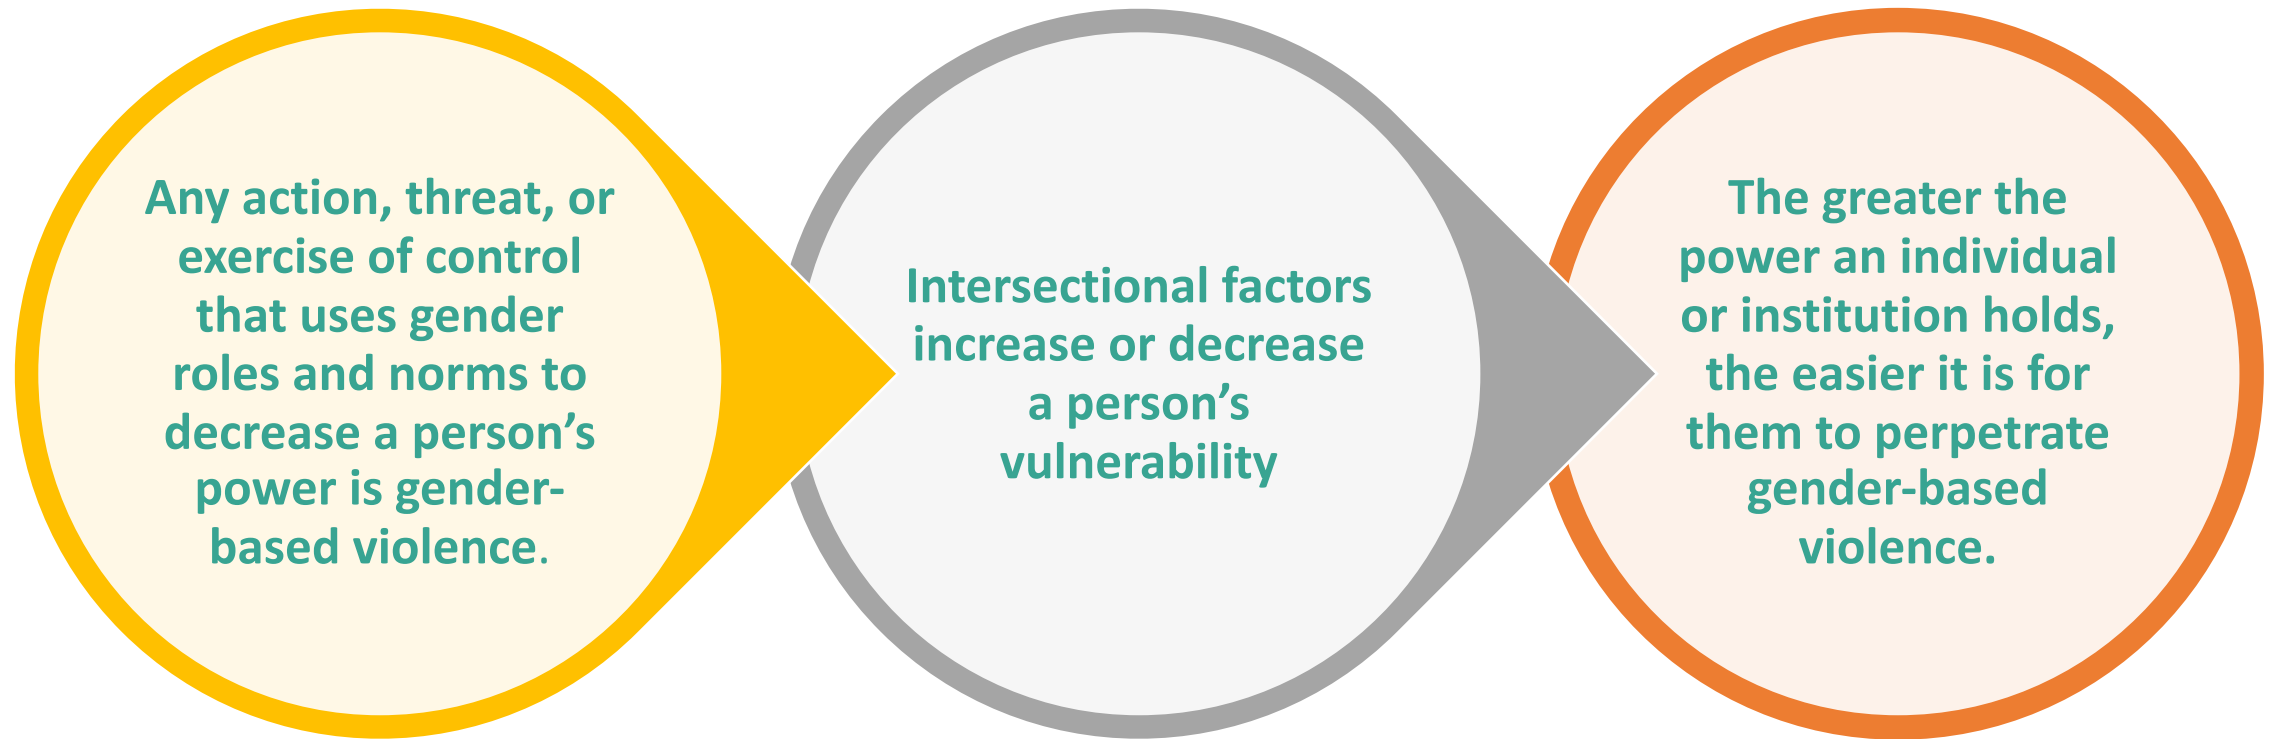 Any action, threat, or
exercise of control
that uses gender
roles and norms to
decrease a person’s
power is gender-
based violence.
Intersectional factors
increase or decrease
a person’s
vulnerability
The greater the
power an individual
or institution holds,
the easier it is for
them to perpetrate
gender-based
violence.